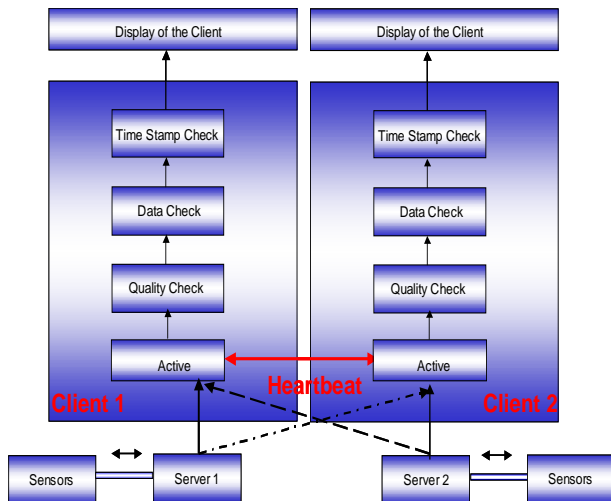 Display of the Client
Display of the Client
Time Stamp Check
Time Stamp Check
Data Check
Data Check
Quality Check
Quality Check
Active
Active
Heartbeat
Client 1
Client 2
Sensors
Server 1
Server 2
Sensors